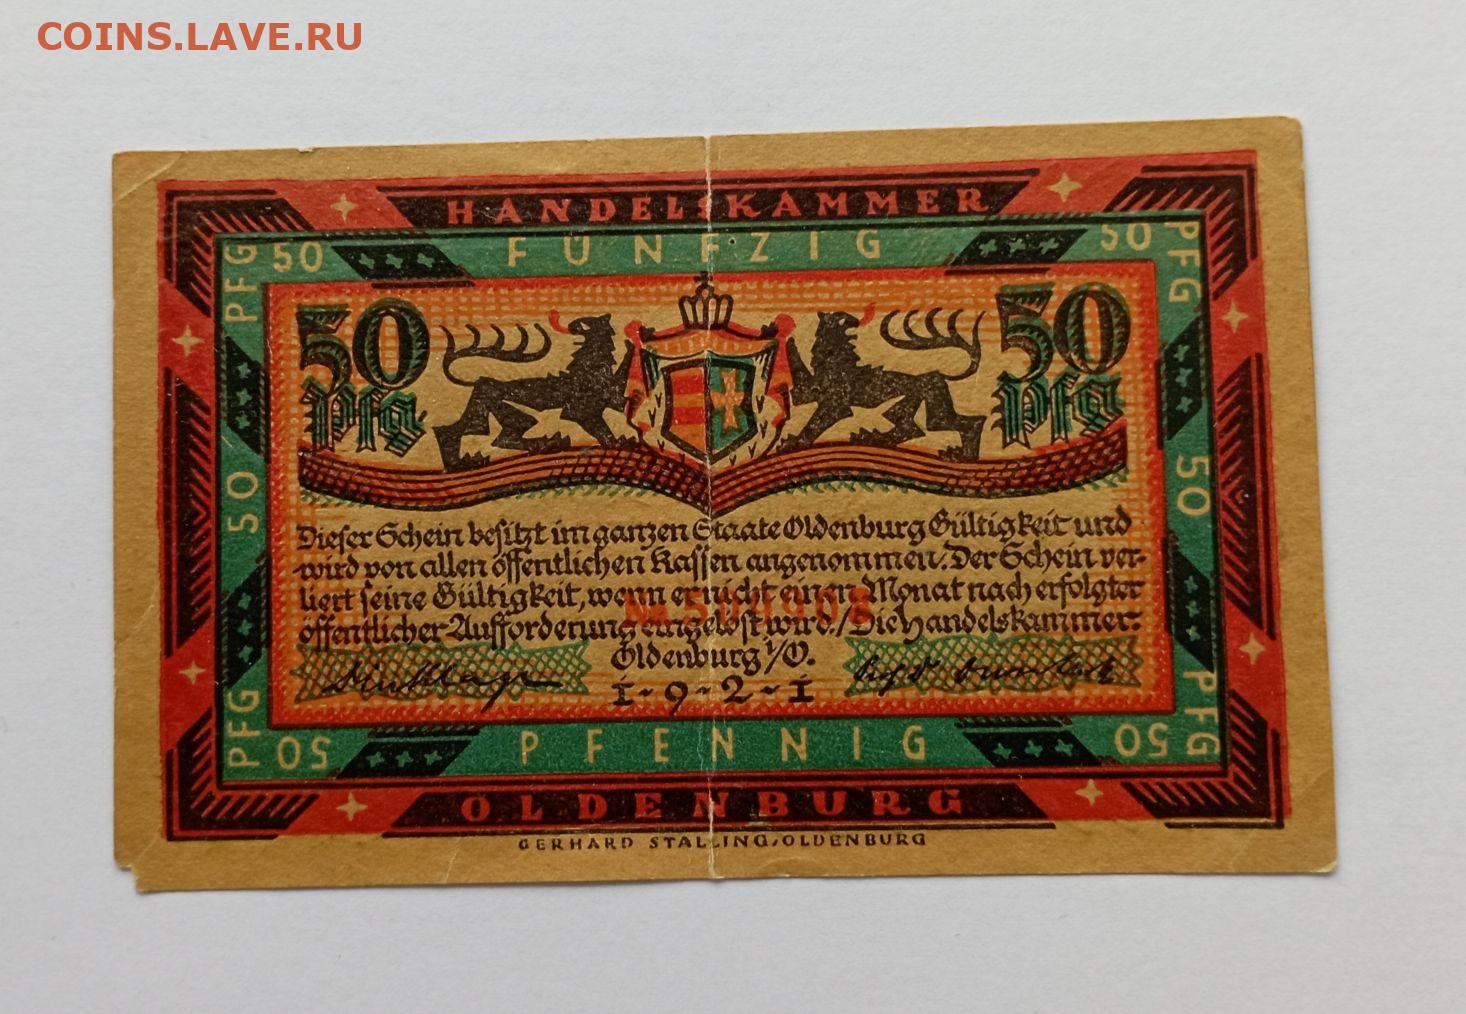 COINS.LAVE.RU
HANDELSKAMMER
FÜNFZIG
50 50
PFG PFG
50 50
Pfg Pfg
50 50
Dieser Schein besitzt im ganzen Staate Oldenburg Gültigkeit und
wird von allen öffentlichen Kassen angenommen. Der Schein ver-
liert seine Gültigkeit, wenn er nicht einen Monat nach erfolgter
öffentlicher Aufforderung eingelöst wird. / Die Handelskammer:
Oldenburg i/O.
1-9-2-1
PFG PFG
50 50
PFENNIG
OLDENBURG
GERHARD STALLING, OLDENBURG